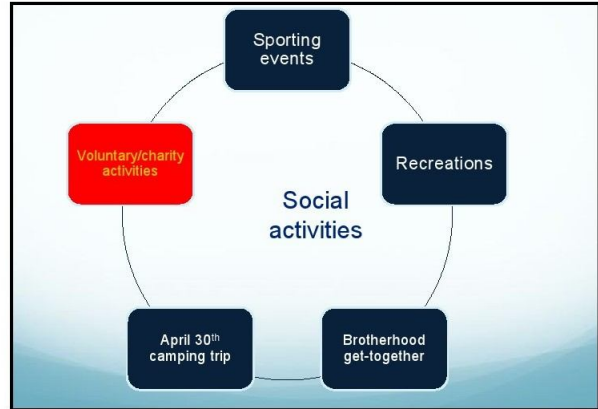 Sporting
events
Voluntary/charity
activities
Recreations
Social
activities
April 30th
camping trip
Brotherhood
get-together